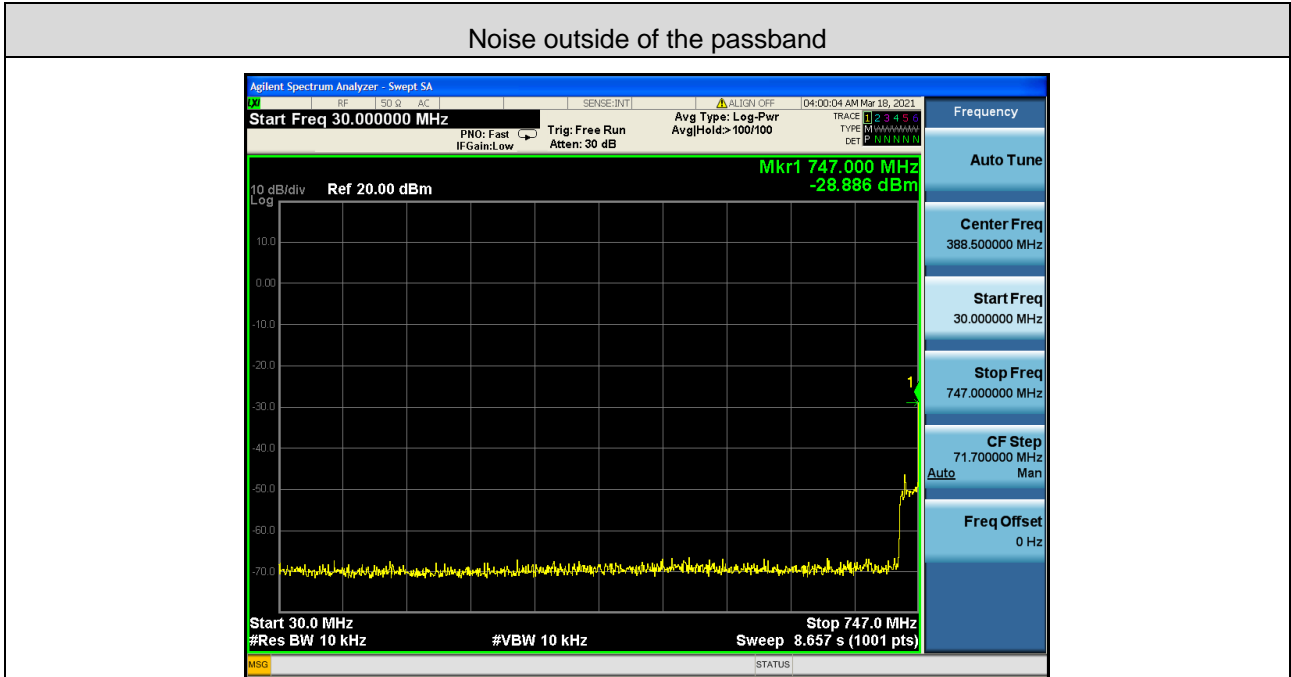 Noise outside of the passband
Agilent Spectrum Analyzer - Swept SA
LXI RF 50 Ω AC SENSE:INT ALIGN OFF 04:00:04 AM Mar 18, 2021
Start Freq 30.000000 MHz
PNO: Fast
IFGain:Low
Trig: Free Run
Atten: 30 dB
Avg Type: Log-Pwr
Avg|Hold:>100/100
TRACE 1 2 3 4 5 6
TYPE M
DET P N N N N N
Mkr1 747.000 MHz
-28.886 dBm
10 dB/div Ref 20.00 dBm
Log
10.0
0.00
-10.0
-20.0
1
-30.0
-40.0
-50.0
-60.0
-70.0
Start 30.0 MHz Stop 747.0 MHz
#Res BW 10 kHz #VBW 10 kHz Sweep 8.657 s (1001 pts)
MSG STATUS
Frequency
Auto Tune
Center Freq
388.500000 MHz
Start Freq
30.000000 MHz
Stop Freq
747.000000 MHz
CF Step
71.700000 MHz
Auto Man
Freq Offset
0 Hz